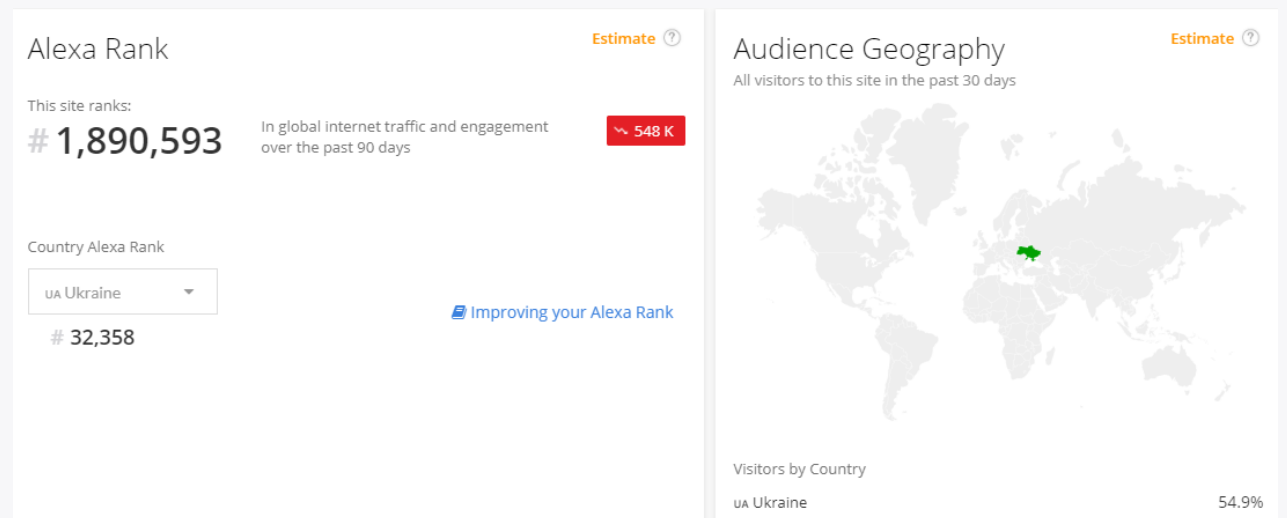 Alexa Rank
Estimate ?
This site ranks:
# 1,890,593
In global internet traffic and engagement
over the past 90 days
548 K
Country Alexa Rank
UA Ukraine
# 32,358
Improving your Alexa Rank
Audience Geography
Estimate ?
All visitors to this site in the past 30 days
Visitors by Country
UA Ukraine 54.9%